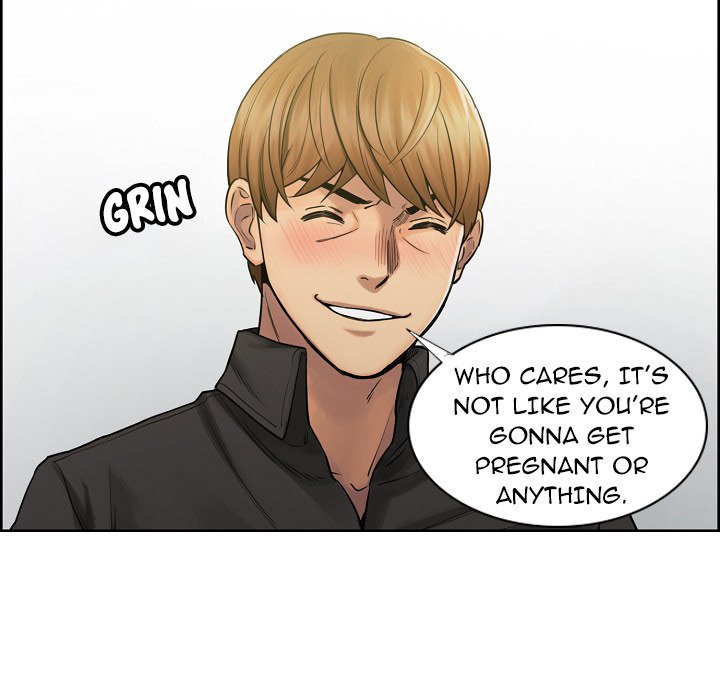 GRIN
WHO CARES, IT'S
NOT LIKE YOU'RE
GONNA GET
PREGNANT OR
ANYTHING.